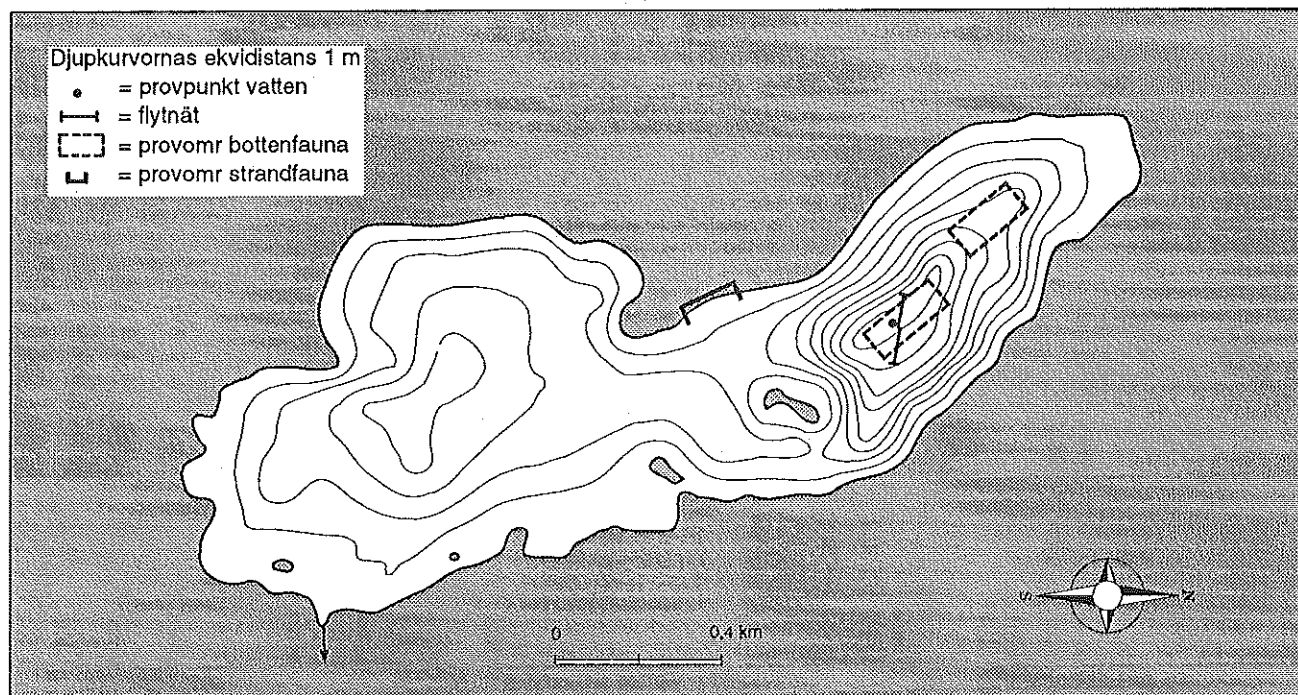 Djupkurvornas ekvidistans 1 m
= provpunkt vatten
= flytnät
= provomr bottenfauna
= provomr strandfauna
S
N
0
0,4 km